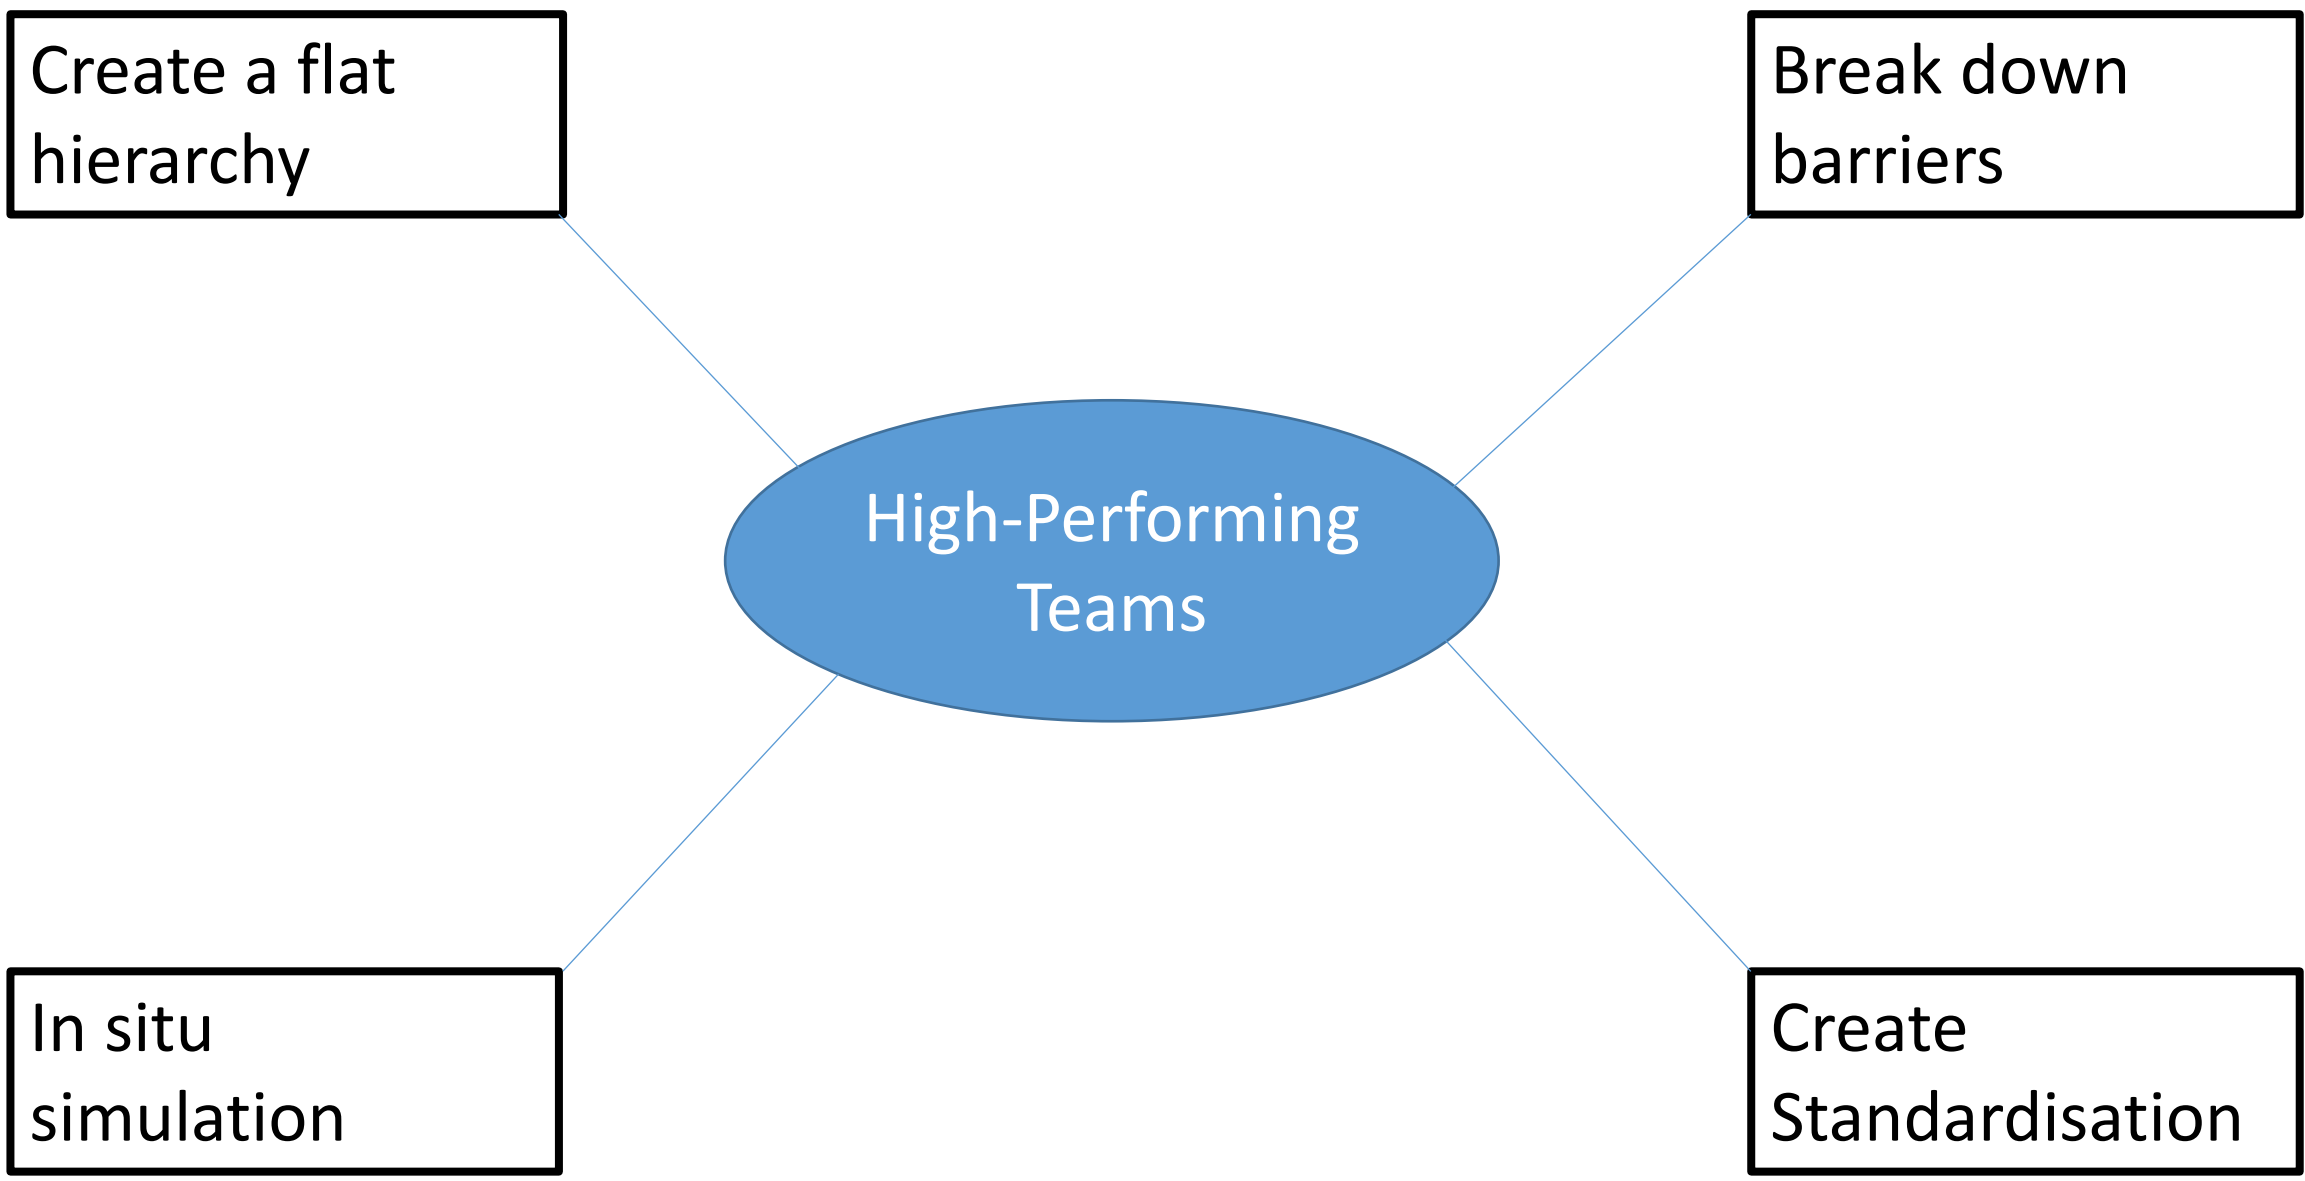 Create a flat
hierarchy
Break down
barriers
High-Performing
Teams
In situ
simulation
Create
Standardisation